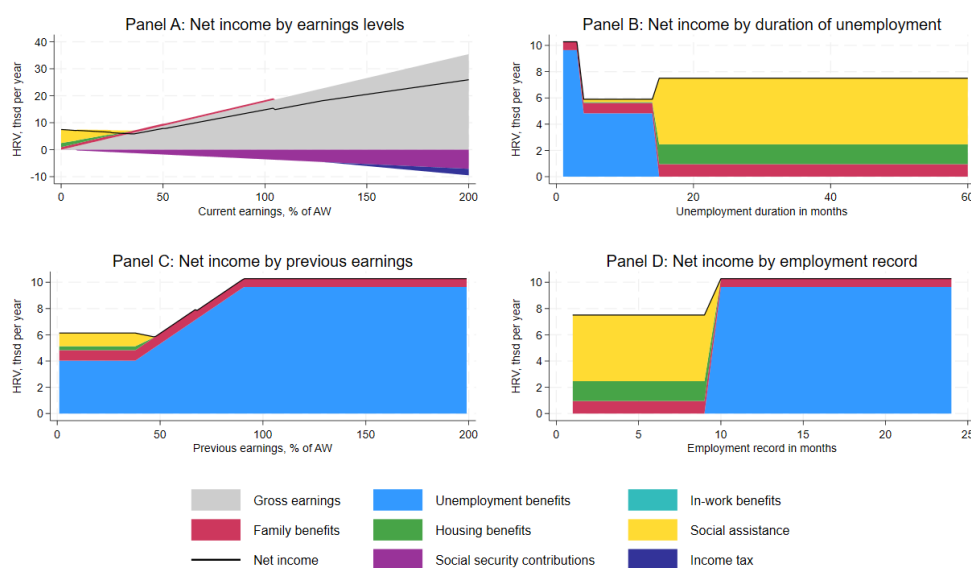 Panel A: Net income by earnings levels
HRV, thsd per year
40
30
20
10
0
-10
0
50
100
150
200
Current earnings, % of AW
Panel B: Net income by duration of unemployment
HRV, thsd per year
10
8
6
4
2
0
20
40
60
Unemployment duration in months
Panel C: Net income by previous earnings
HRV, thsd per year
10
8
6
4
2
0
0
50
100
150
200
Previous earnings, % of AW
Panel D: Net income by employment record
HRV, thsd per year
10
8
6
4
2
0
0
5
10
15
20
25
Employment record in months
Gross earnings
Unemployment benefits
In-work benefits
Family benefits
Housing benefits
Social assistance
Net income
Social security contributions
Income tax